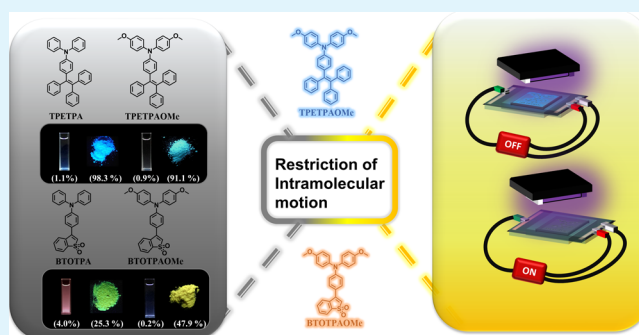 TPETPA
TPETPAOMe
(1.1%) (98.3 %) (0.9%) (91.1 %)
BTOTPA
BTOTPAOMe
(4.0%) (25.3 %) (0.2%) (47.9 %)
TPETPAOMe
Restriction of
Intramolecular
motion
BTOTPAOMe
OFF
ON